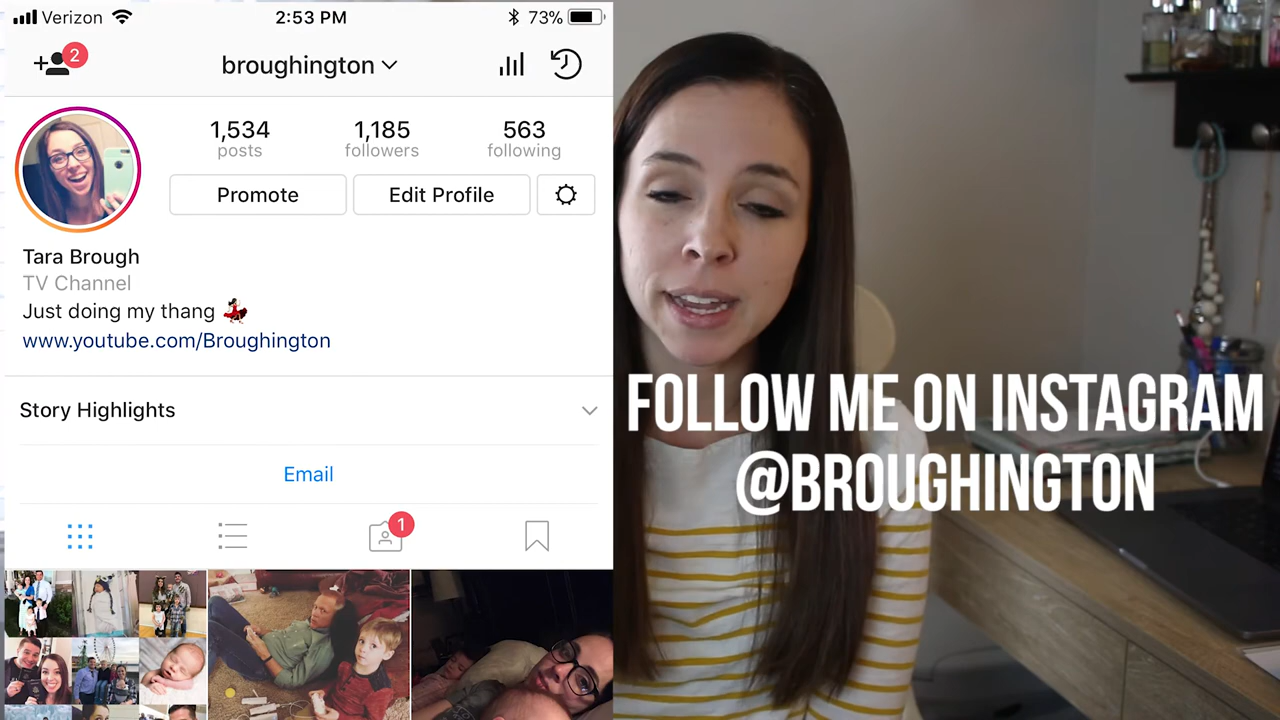 Verizon 2:53 PM 73%
2
broughington
1,534 1,185 563
posts followers following
Promote Edit Profile
Tara Brough
TV Channel
Just doing my thang
www.youtube.com/Broughington
Story Highlights
Email
1
FOLLOW ME ON INSTAGRAM
@BROUGHINGTON